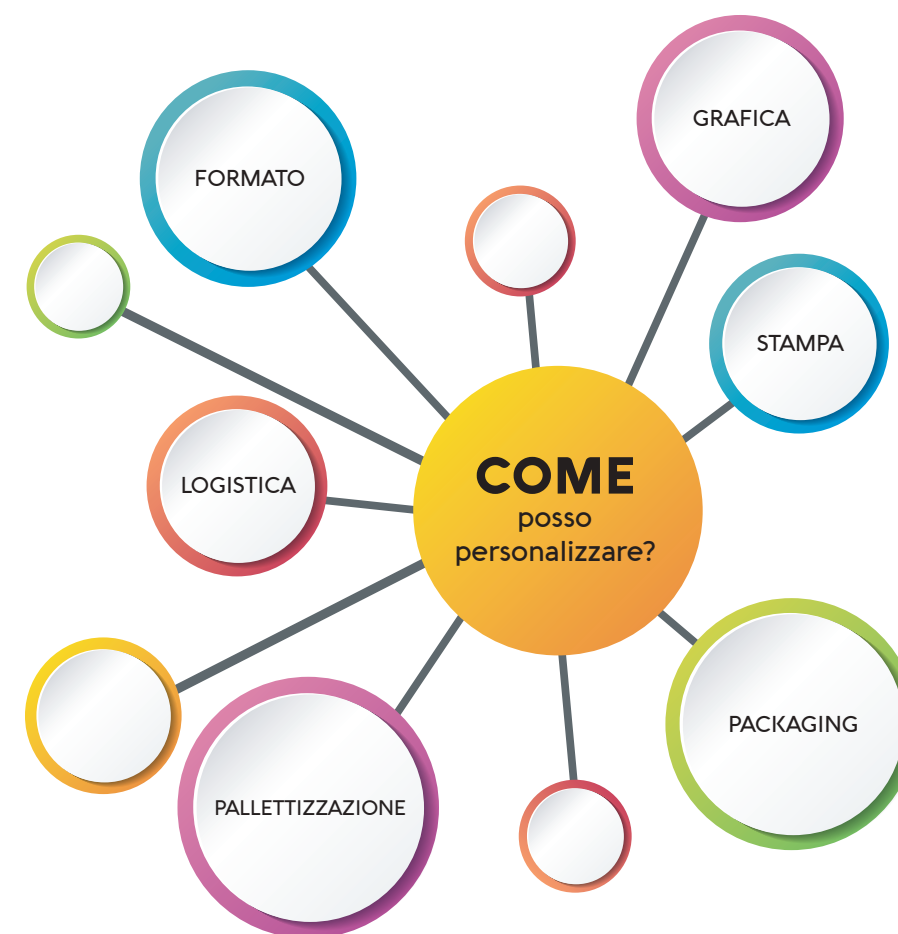 GRAFICA
FORMATO
STAMPA
COME
posso
personalizzare?
LOGISTICA
PACKAGING
PALLETTIZZAZIONE